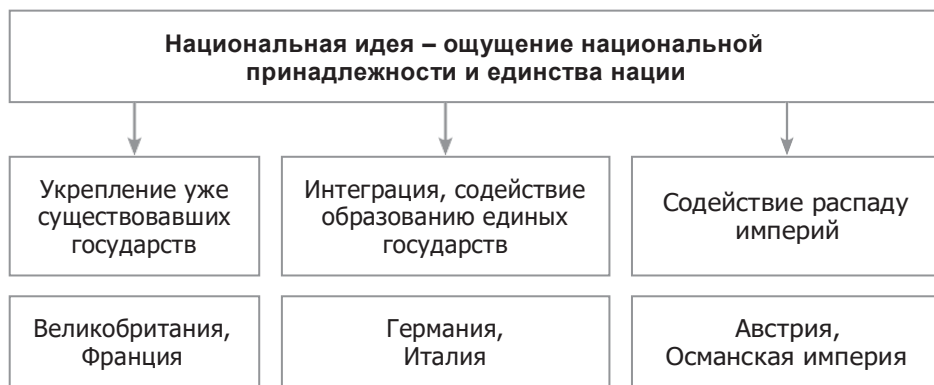 Национальная идея – ощущение национальной
принадлежности и единства нации
Укрепление уже
существовавших
государств
Интеграция, содействие
образованию единых
государств
Содействие распаду
империй
Великобритания,
Франция
Германия,
Италия
Австрия,
Османская империя